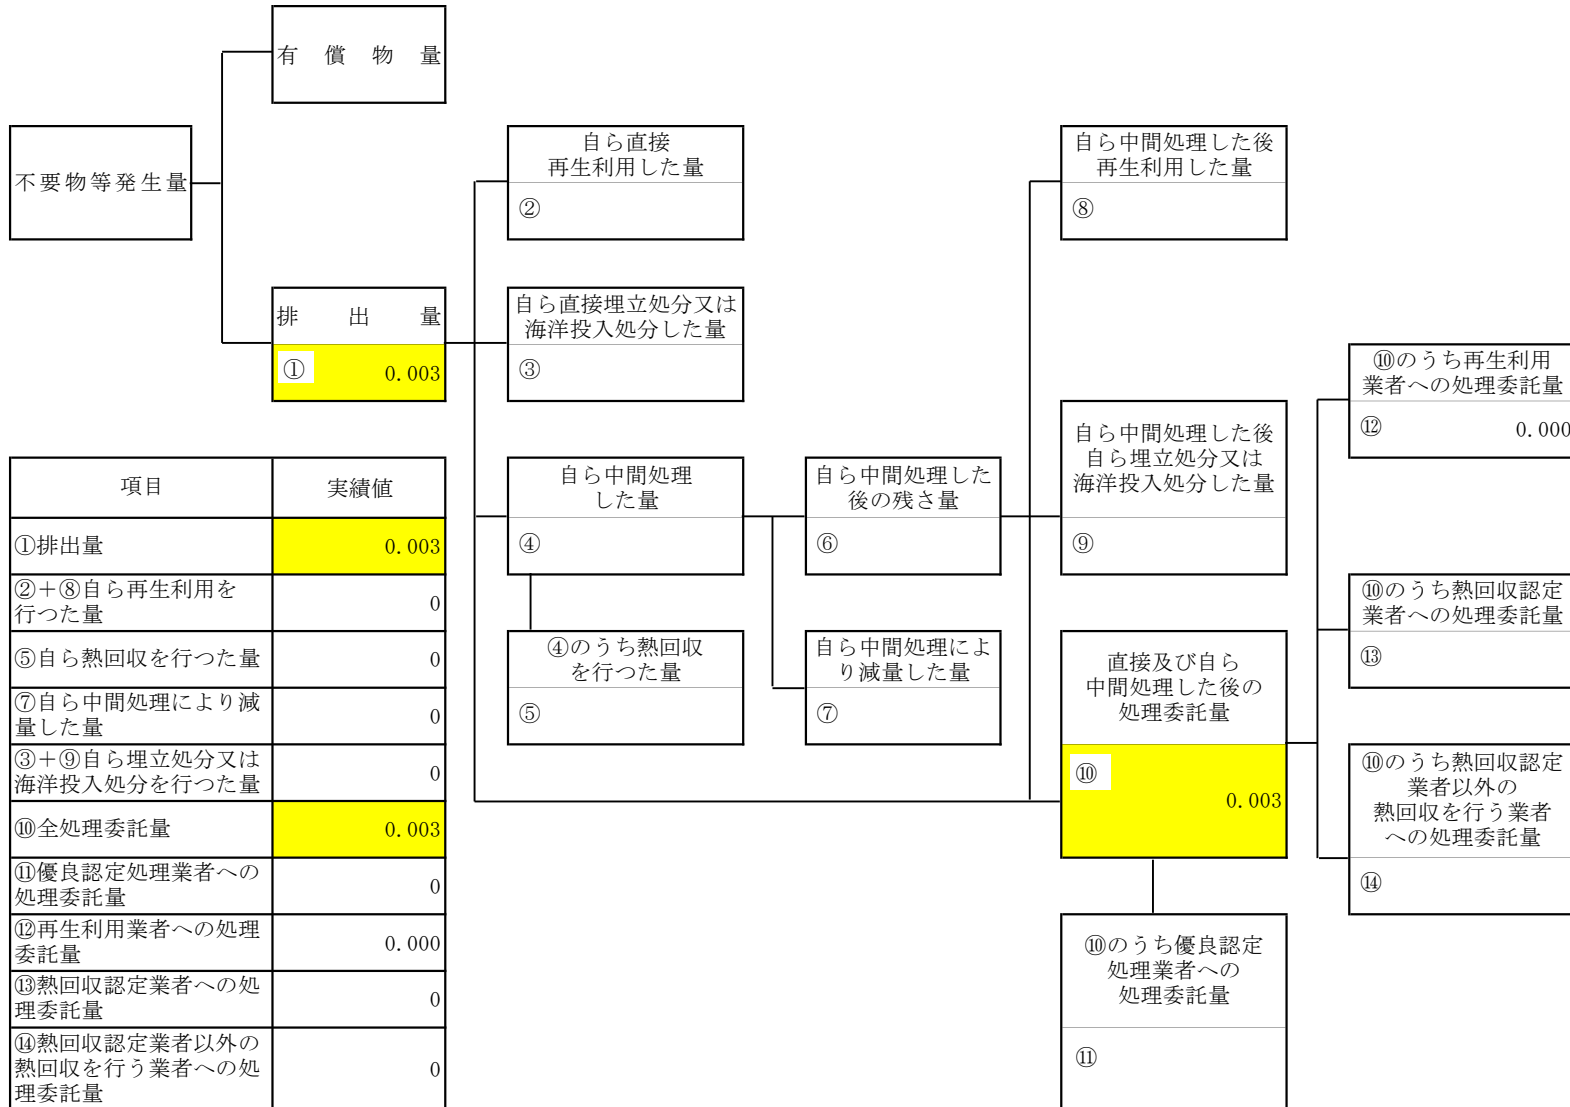 有償物量
不要物等発生量
排出量
① 0.003
自ら直接
再生利用した量
②
自ら直接埋立処分又は
海洋投入処分した量
③
自ら中間処理
した量
④
④のうち熱回収
を行つた量
⑤
自ら中間処理した
後の残さ量
⑥
自ら中間処理によ
り減量した量
⑦
自ら中間処理した後
再生利用した量
⑧
自ら中間処理した後
自ら埋立処分又は
海洋投入処分した量
⑨
直接及び自ら
中間処理した後の
処理委託量
⑩
0.003
⑩のうち優良認定
処理業者への
処理委託量
⑪
⑩のうち再生利用
業者への処理委託量
⑫ 0.000
⑩のうち熱回収認定
業者への処理委託量
⑬
⑩のうち熱回収認定
業者以外の
熱回収を行う業者
への処理委託量
⑭
項目 実績値
①排出量 0.003
②+⑧自ら再生利用を
行つた量 0
⑤自ら熱回収を行つた量 0
⑦自ら中間処理により減
量した量 0
③+⑨自ら埋立処分又は
海洋投入処分を行つた量 0
⑩全処理委託量 0.003
⑪優良認定処理業者への
処理委託量 0
⑫再生利用業者への処理
委託量 0.000
⑬熱回収認定業者への処
理委託量 0
⑭熱回収認定業者以外の
熱回収を行う業者への処
理委託量 0